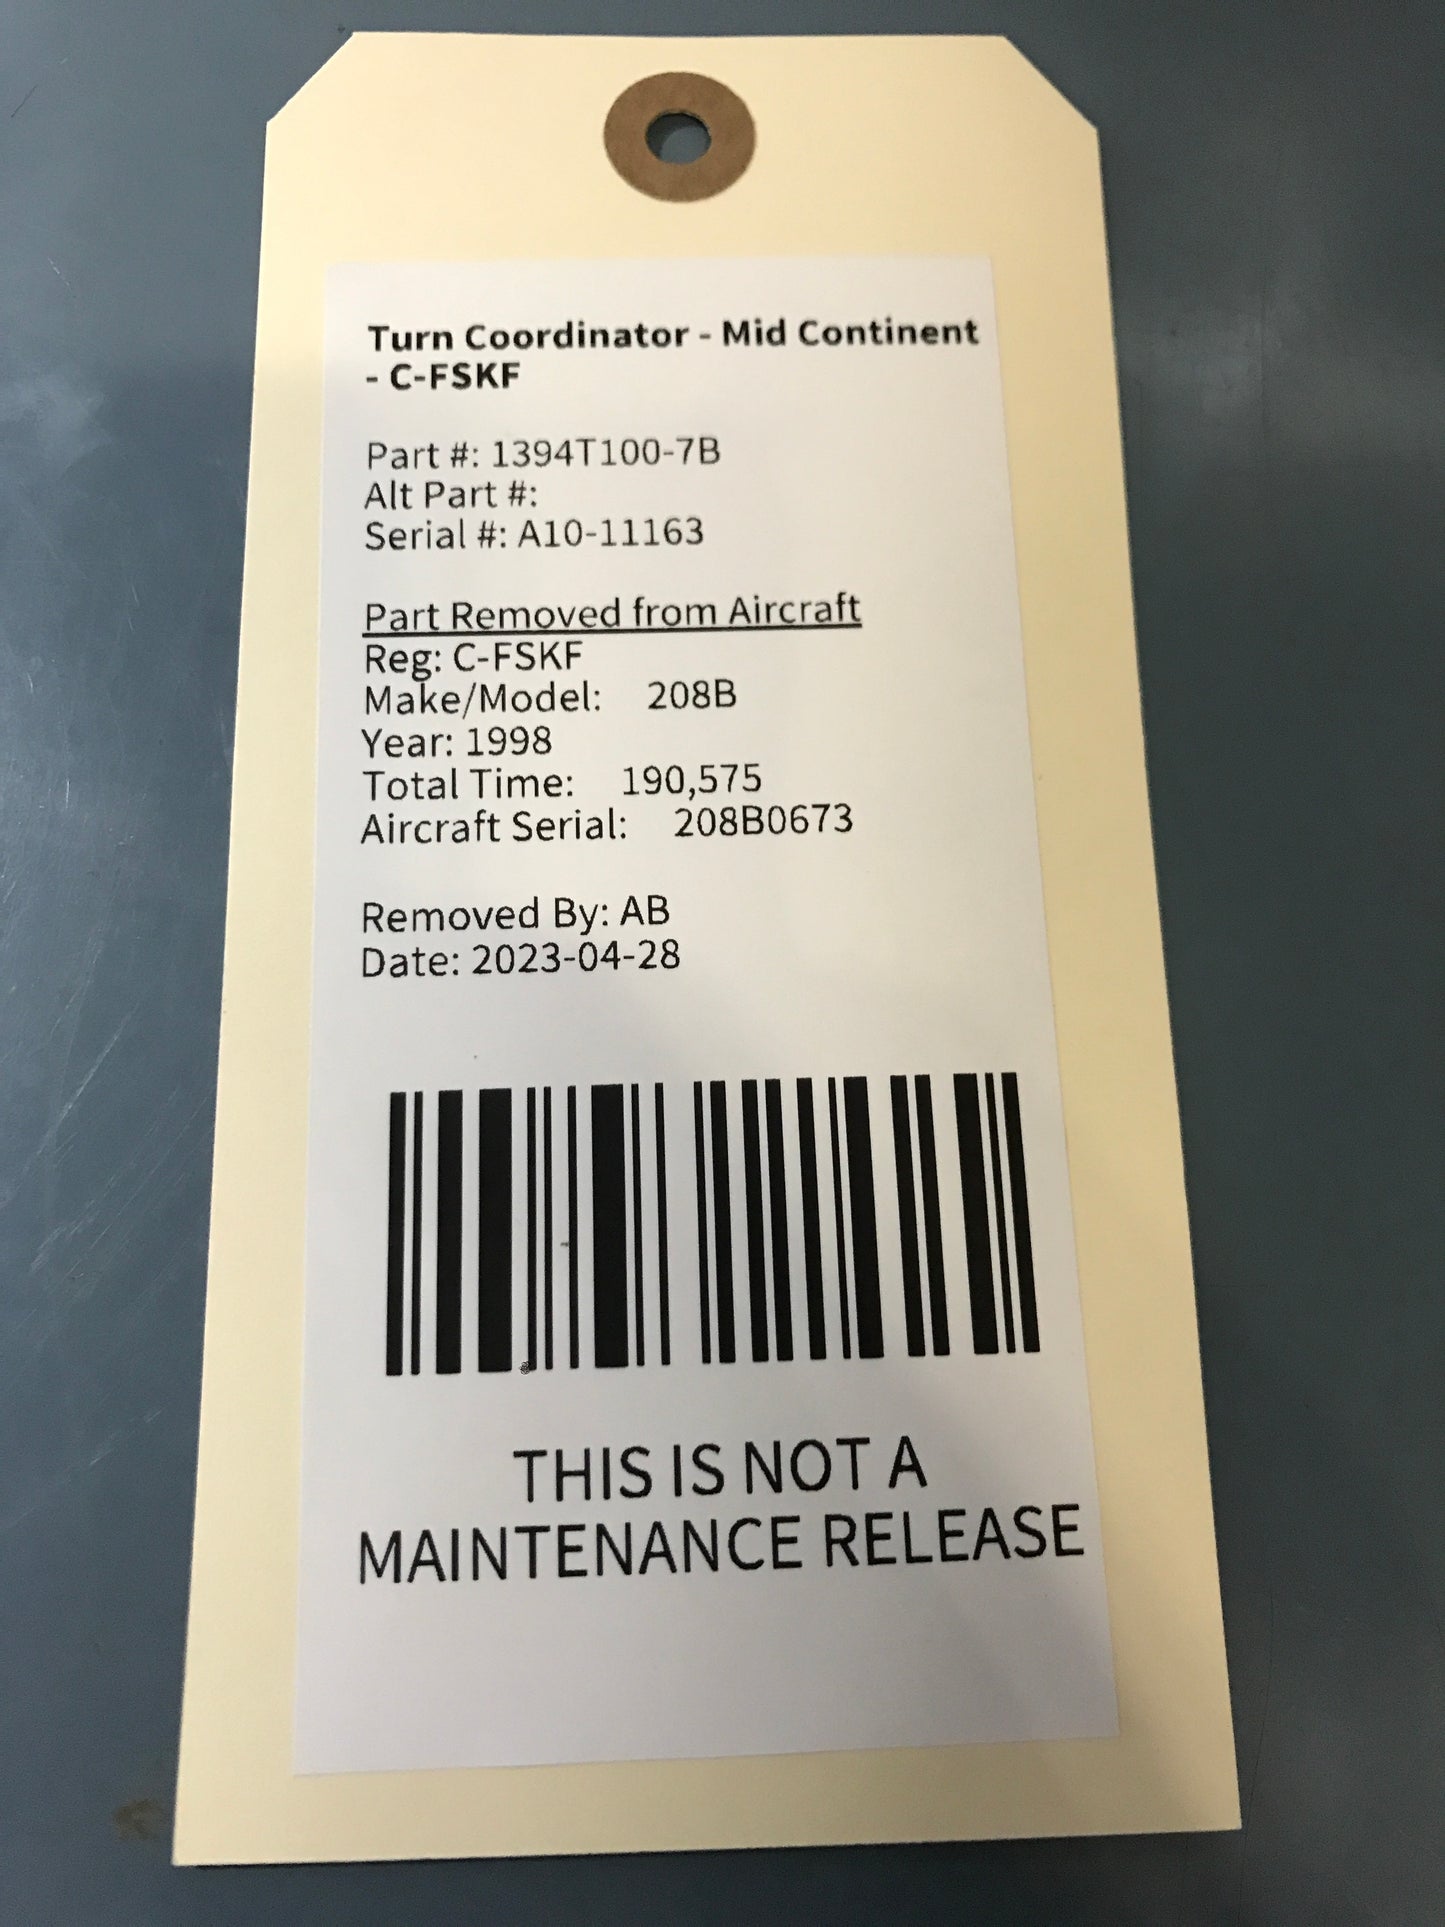 Turn Coordinator - Mid Continent
- C-FSKF
Part #: 1394T100-7B
Alt Part #:
Serial #: A10-11163
Part Removed from Aircraft
Reg: C-FSKF
Make/Model: 208B
Year: 1998
Total Time: 190,575
Aircraft Serial: 208B0673
Removed By: AB
Date: 2023-04-28
THIS IS NOT A
MAINTENANCE RELEASE